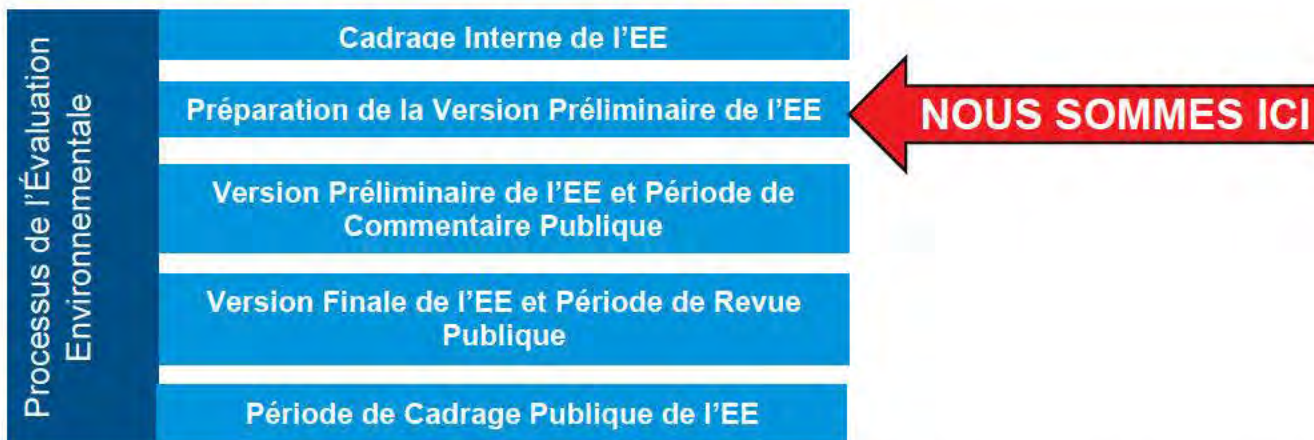 Processus de l'Évaluation
Environnementale
Cadrage Interne de l'EE
Préparation de la Version Préliminaire de l'EE
NOUS SOMMES ICI
Version Préliminaire de l'EE et Période de
Commentaire Publique
Version Finale de l'EE et Période de Revue
Publique
Période de Cadrage Publique de l'EE